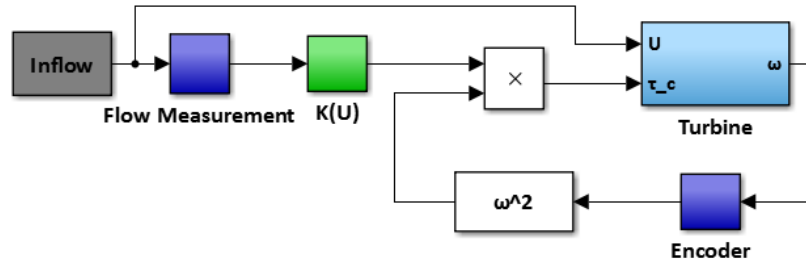 Inflow
Flow Measurement
K(U)
×
U
τ_c
ω
Turbine
ω^2
Encoder